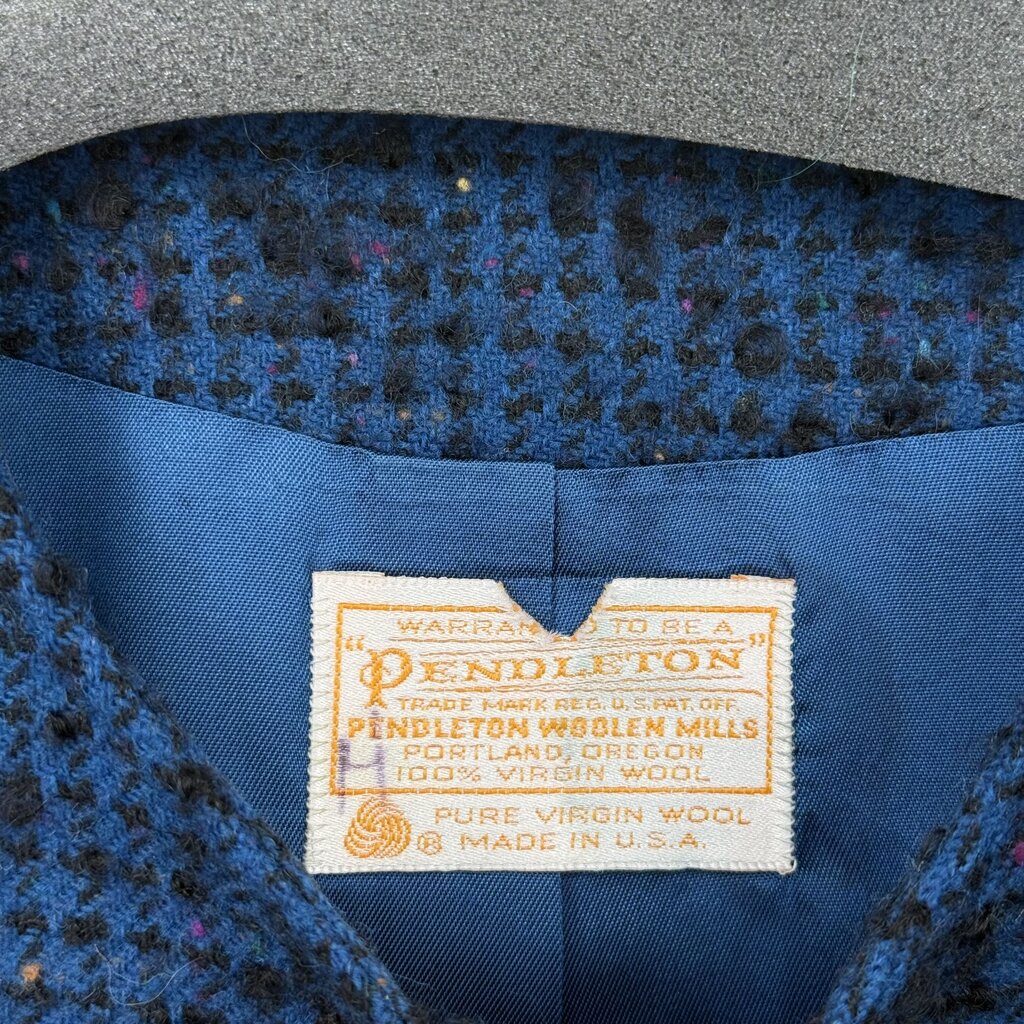 WARRAN D TO BE A
"PENDLETON"
TRADE MARK REG. U.S. PAT. OFF.
PENDLETON WOOLEN MILLS
PORTLAND, OREGON
100% VIRGIN WOOL
H
PURE VIRGIN WOOL
® MADE IN U.S.A.